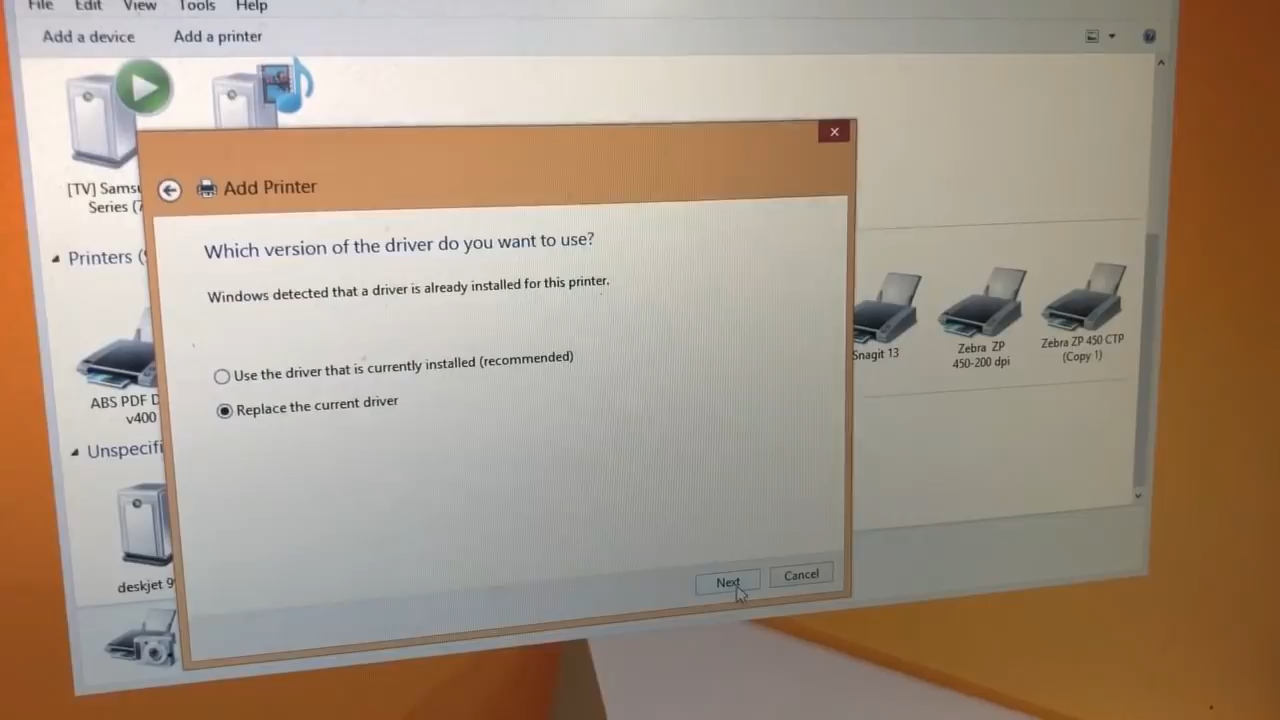 File Edit View Tools Help
Add a device Add a printer
[TV]
Series
Printers
Add Printer
Which version of the driver do you want to use?
Windows detected that a driver is already installed for this printer.
Use the driver that is currently installed (recommended)
Replace the current driver
Next Cancel
ABS PDF
v400
deskjet
Snagit 13
Zebra ZP
450-200 dpi
Zebra ZP 450 CTP
(Copy 1)